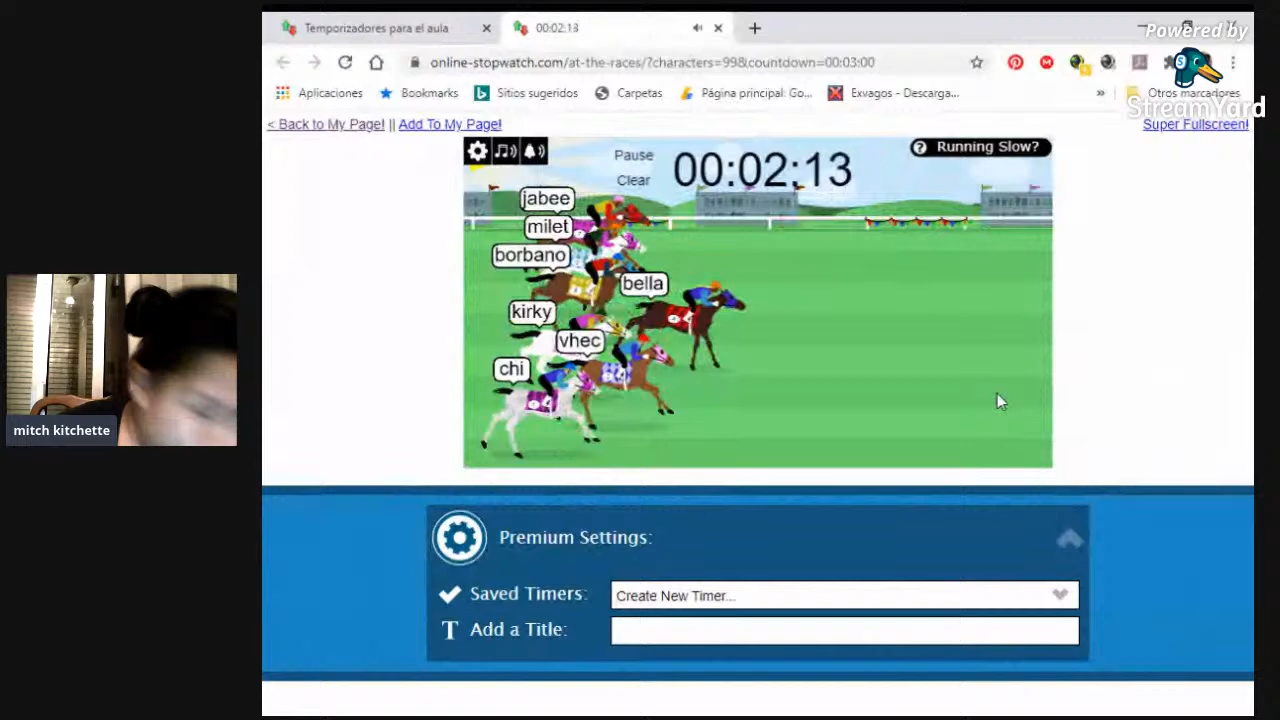 Temporizadores para el aula
00:02:13
Powered by
online-stopwatch.com/at-the-races/?characters=99&countdown=00:03:00
Aplicaciones
Bookmarks
Sitios sugeridos
Carpetas
Página principal: Go...
Exvagos - Descarga...
»
Otros marcadores
StreamYard
< Back to My Page! || Add To My Page!
Super Fullscreen!
Pause
Clear
00:02:13
? Running Slow?
jabee
milet
borbano
bella
kirky
vhec
chi
mitch kitchette
Premium Settings:
Saved Timers:
Create New Timer...
T Add a Title: